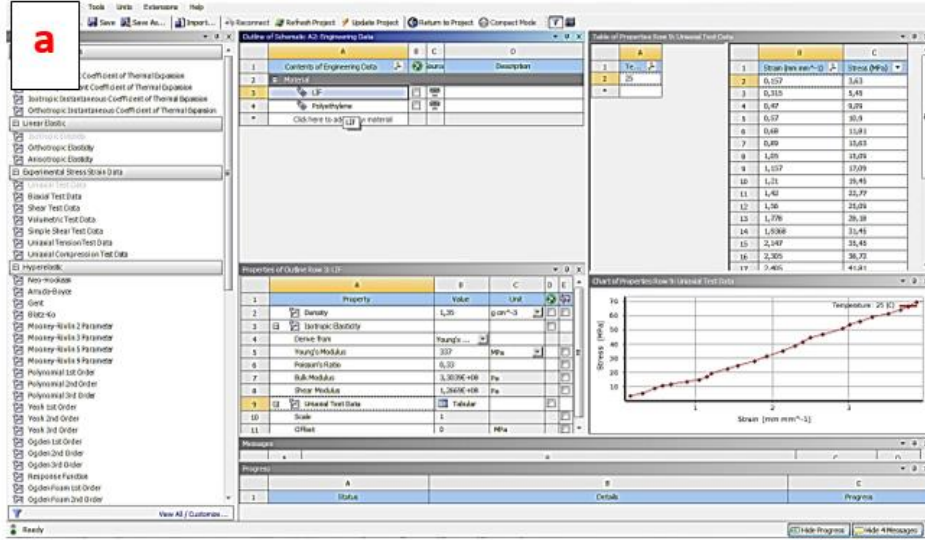 a
Tools Units Extensions Help
Save Save As... Import... Reconnect Refresh Project Update Project Return to Project Compact Mode
Coefficient of Thermal Expansion
Coefficient of Thermal Expansion
Isotropic Instantaneous Coefficient of Thermal Expansion
Orthotropic Instantaneous Coefficient of Thermal Expansion
Linear Elastic
Isotropic Elasticity
Orthotropic Elasticity
Anisotropic Elasticity
Experimental Stress Strain Data
Uniaxial Test Data
Biaxial Test Data
Shear Test Data
Volumetric Test Data
Simple Shear Test Data
Uniaxial Tension Test Data
Uniaxial Compression Test Data
Hyperelastic
Neo-Hookean
Arruda-Boyce
Gent
Blatz-Ko
Mooney-Rivlin 2 Parameter
Mooney-Rivlin 3 Parameter
Mooney-Rivlin 5 Parameter
Mooney-Rivlin 9 Parameter
Polynomial 1st Order
Polynomial 2nd Order
Polynomial 3rd Order
Yeoh 1st Order
Yeoh 2nd Order
Yeoh 3rd Order
Ogden 1st Order
Ogden 2nd Order
Ogden 3rd Order
Response Function
Ogden Foam 1st Order
Ogden Foam 2nd Order
View All / Customize...
Ready
Outline of Schematic A2: Engineering Data
A B C D
1 Contents of Engineering Data Description
2 Material
3 LIF
4 Polyethylene
* Click here to add material
LIF
Properties of Outline Row 3: LIF
A B C D E
1 Property Value Unit
2 Density 1,35 g cm^-3
3 Isotropic Elasticity
4 Derive from Young's ...
5 Young's Modulus 337 MPa
6 Poisson's Ratio 0,33
7 Bulk Modulus 3,3039E+08 Pa
8 Shear Modulus 1,2669E+08 Pa
9 Uniaxial Test Data Tabular
10 Scale 1
11 Offset 0 MPa
Table of Properties Row 9: Uniaxial Test Data
A
1 Te...
2 25
*
B C
1 Strain (mm mm^-1) Stress (MPa)
2 0,157 3,63
3 0,315 5,45
4 0,47 9,09
5 0,57
6 0,68
7 0,89
8 1,05
9 1,157 17,09
10 1,21 19,45
11 1,42 22,77
12 1,56
13 1,778 28,18
14 1,9368 31,45
15 2,147 35,45
16 2,305 38,73
17 2,405 41,81
Chart of Properties Row 9: Uniaxial Test Data
Temperature : 25 [C]
Stress (MPa)
70
60
50
30
20
10
1 2 3
Strain (mm mm^-1)
Messages
Progress
A B C
1 Status Details Progress
Hide Progress Hide 4 Messages